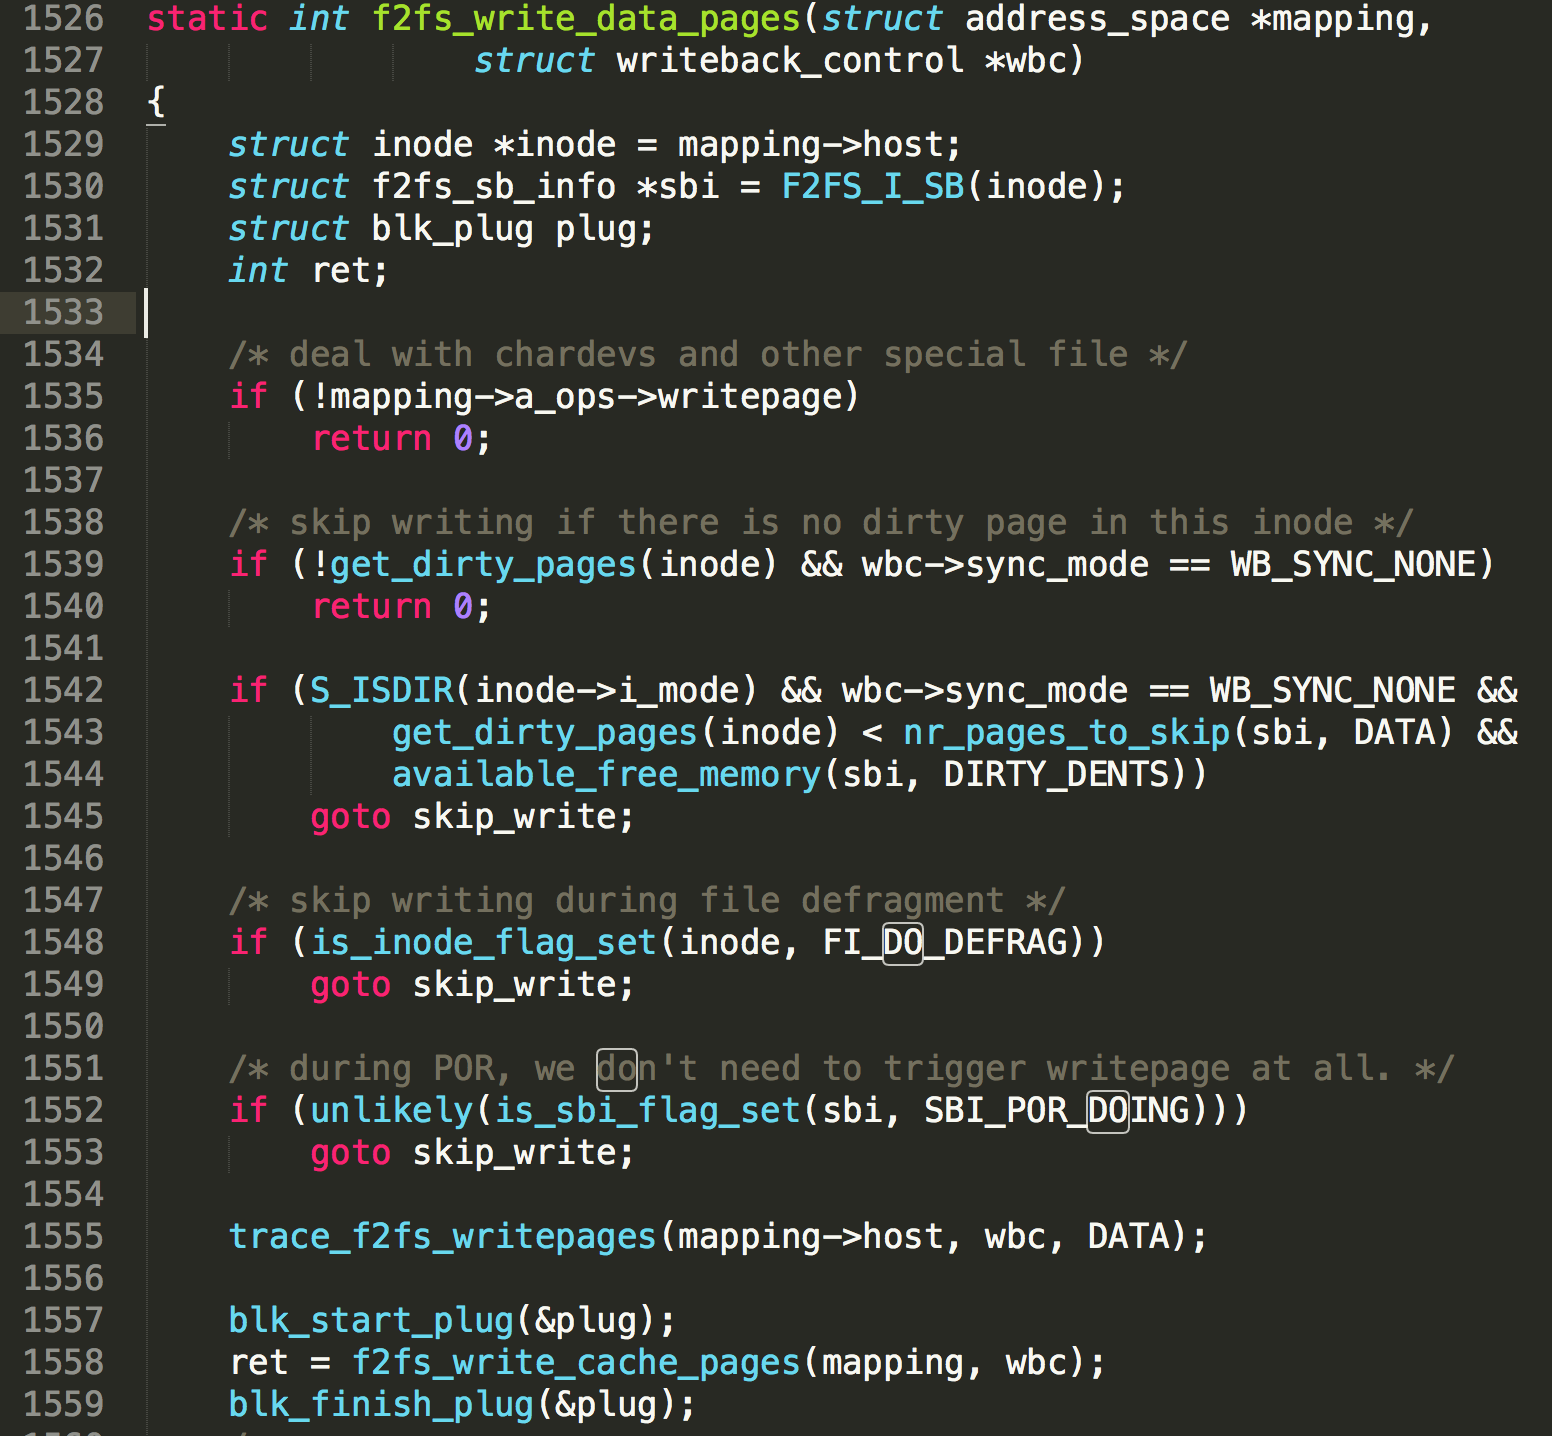 1526 static int f2fs_write_data_pages(struct address_space *mapping,
1527 struct writeback_control *wbc)
1528 {
1529 struct inode *inode = mapping->host;
1530 struct f2fs_sb_info *sbi = F2FS_I_SB(inode);
1531 struct blk_plug plug;
1532 int ret;
1533
1534 /* deal with chardevs and other special file */
1535 if (!mapping->a_ops->writepage)
1536 return 0;
1537
1538 /* skip writing if there is no dirty page in this inode */
1539 if (!get_dirty_pages(inode) && wbc->sync_mode == WB_SYNC_NONE)
1540 return 0;
1541
1542 if (S_ISDIR(inode->i_mode) && wbc->sync_mode == WB_SYNC_NONE &&
1543 get_dirty_pages(inode) < nr_pages_to_skip(sbi, DATA) &&
1544 available_free_memory(sbi, DIRTY_DENTS))
1545 goto skip_write;
1546
1547 /* skip writing during file defragment */
1548 if (is_inode_flag_set(inode, FI_DO_DEFRAG))
1549 goto skip_write;
1550
1551 /* during POR, we don't need to trigger writepage at all. */
1552 if (unlikely(is_sbi_flag_set(sbi, SBI_POR_DOING)))
1553 goto skip_write;
1554
1555 trace_f2fs_writepages(mapping->host, wbc, DATA);
1556
1557 blk_start_plug(&plug);
1558 ret = f2fs_write_cache_pages(mapping, wbc);
1559 blk_finish_plug(&plug);